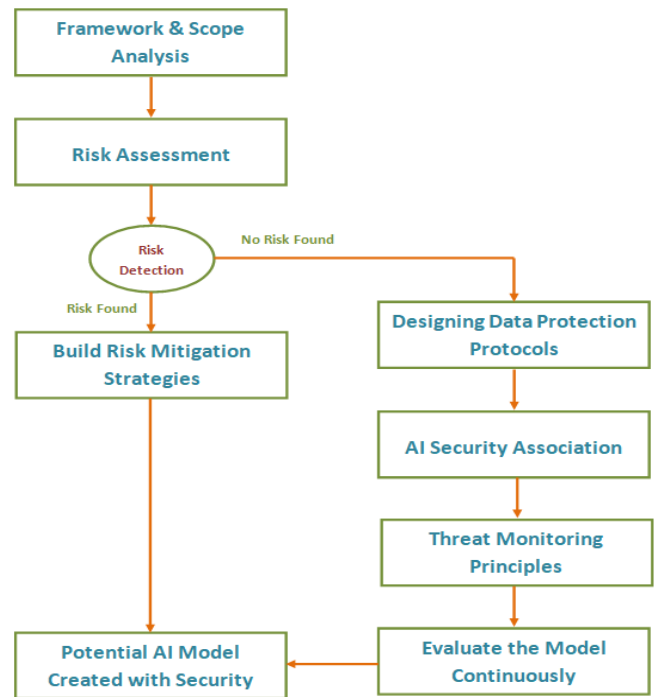 Framework & Scope
Analysis
Risk Assessment
Risk
Detection
No Risk Found
Risk Found
Build Risk Mitigation
Strategies
Designing Data Protection
Protocols
AI Security Association
Threat Monitoring
Principles
Evaluate the Model
Continuously
Potential AI Model
Created with Security